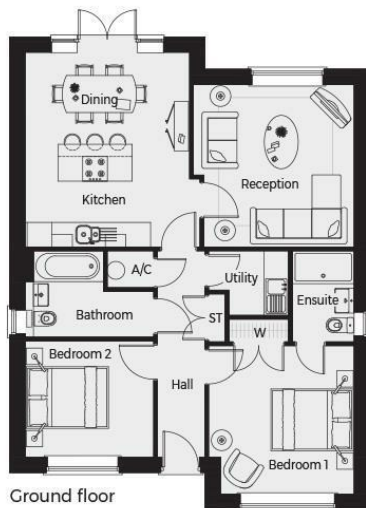 Dining
Kitchen
Reception
A/C
Utility
Ensuite
Bathroom
ST
W
Bedroom 2
Hall
Bedroom 1
Ground floor